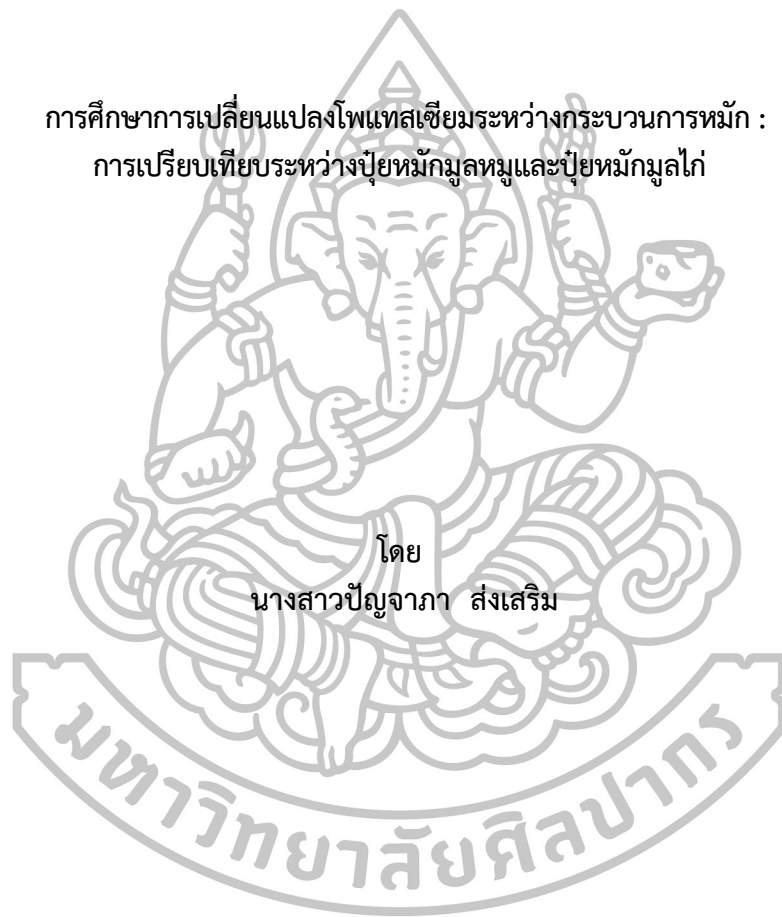 การศึกษาการเปลี่ยนแปลงโพแทสเซียมระหว่างกระบวนการหมัก :
การเปรียบเทียบระหว่างปุ๋ยหมักมูลหมูและปุ๋ยหมักมูลไก่
โดย
นางสาวปัญจาภา ส่งเสริม
มหาวิทยาลัยศิลปากร